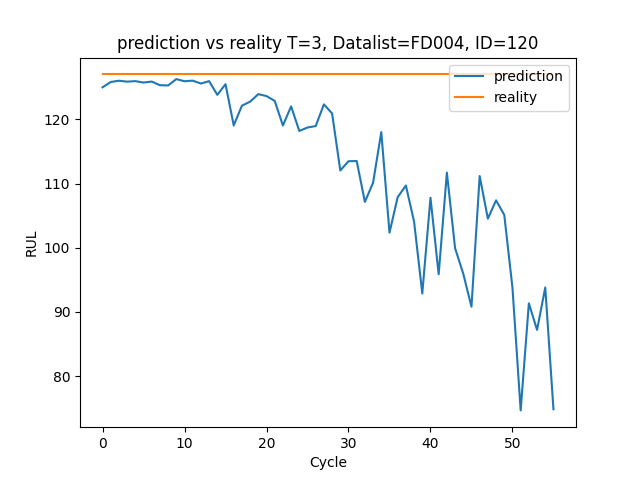 prediction vs reality T=3, Datalist=FD004, ID=120
prediction
reality
RUL
120
110
100
90
80
0 10 20 30 40 50
Cycle